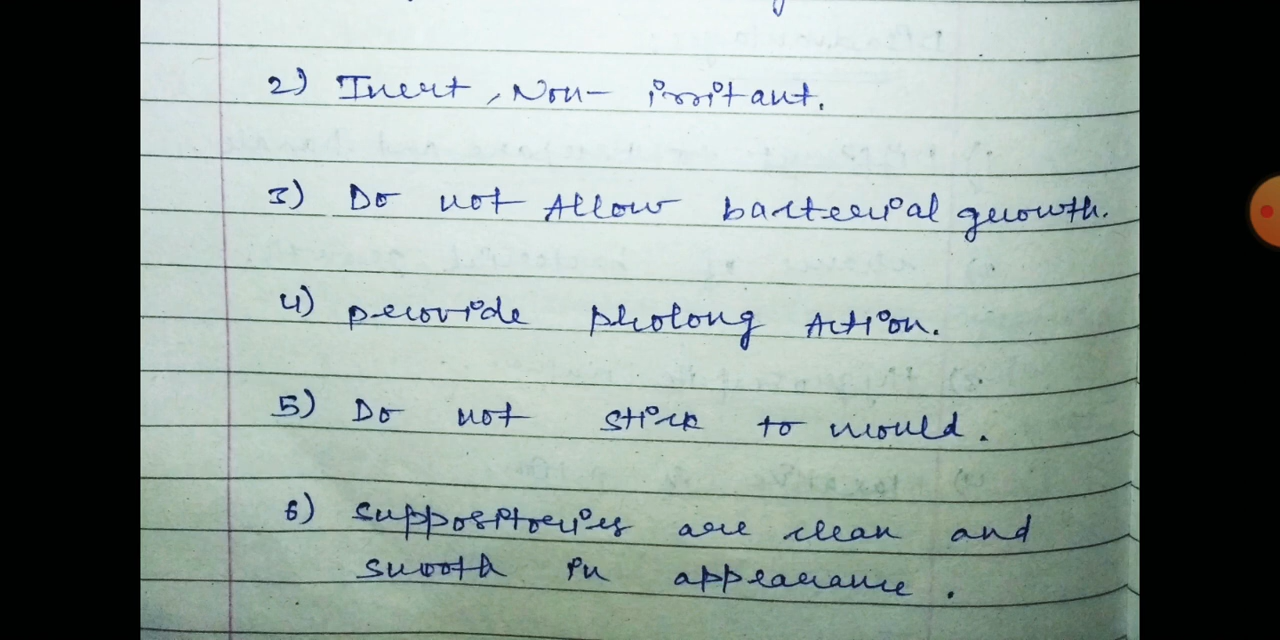 2) Inert, Non- irritant.
3) Do not Allow bacterial growth.
4) provide prolong Action.
5) Do not stick to mould.
6) suppositories are clean and
smooth in appearance.